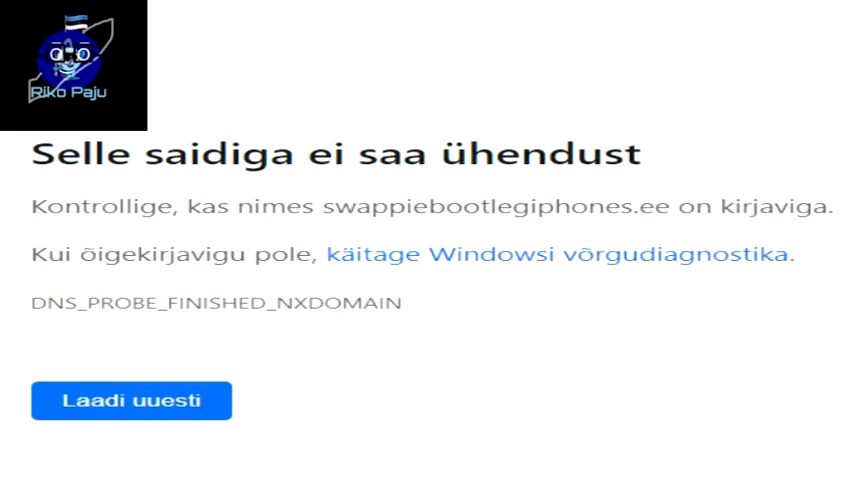 Riko Paju
Selle saidiga ei saa ühendust
Kontrollige, kas nimes swappiebootlegiphones.ee on kirjaviga.
Kui õigekirjavigu pole, käitage Windowsi võrgudiagnostika.
DNS_PROBE_FINISHED_NXDOMAIN
Laadi uuesti